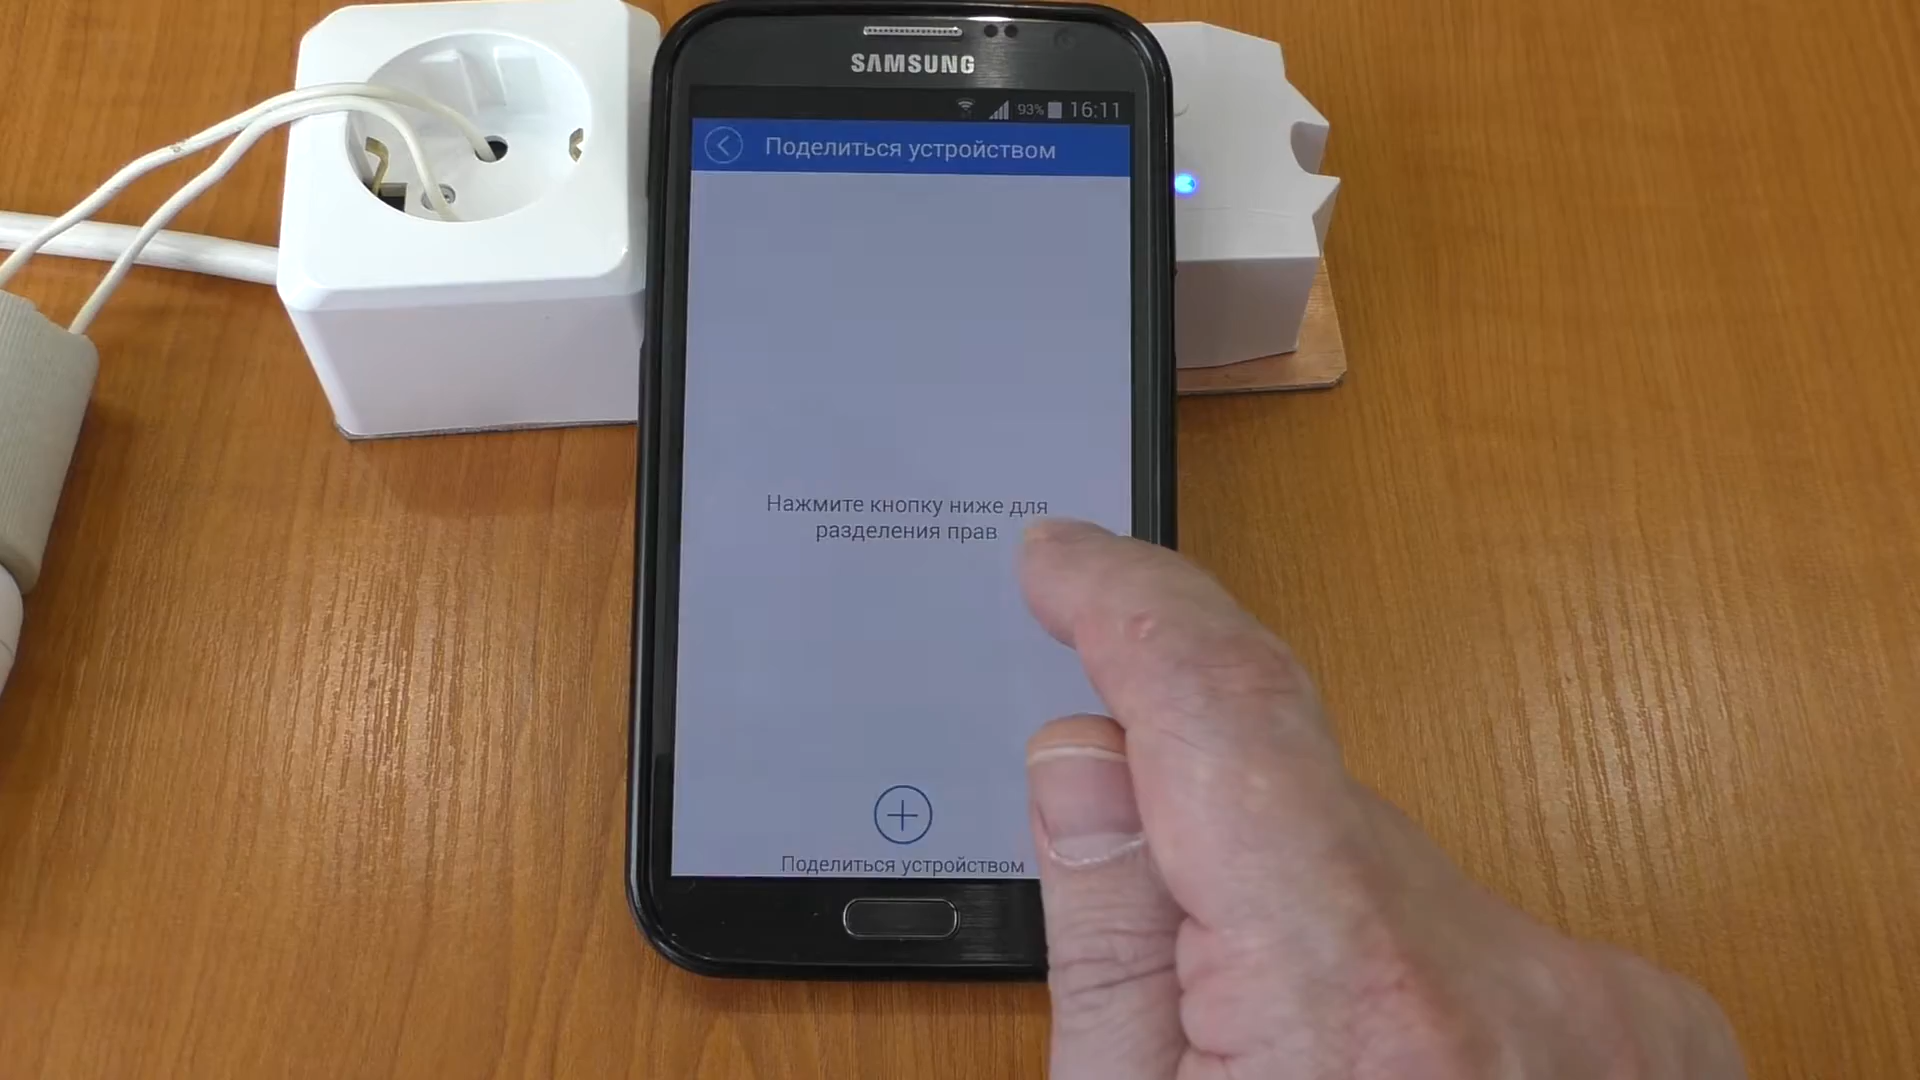 SAMSUNG
93% 16:11
Поделиться устройством
Нажмите кнопку ниже для
разделения прав
Поделиться устройством